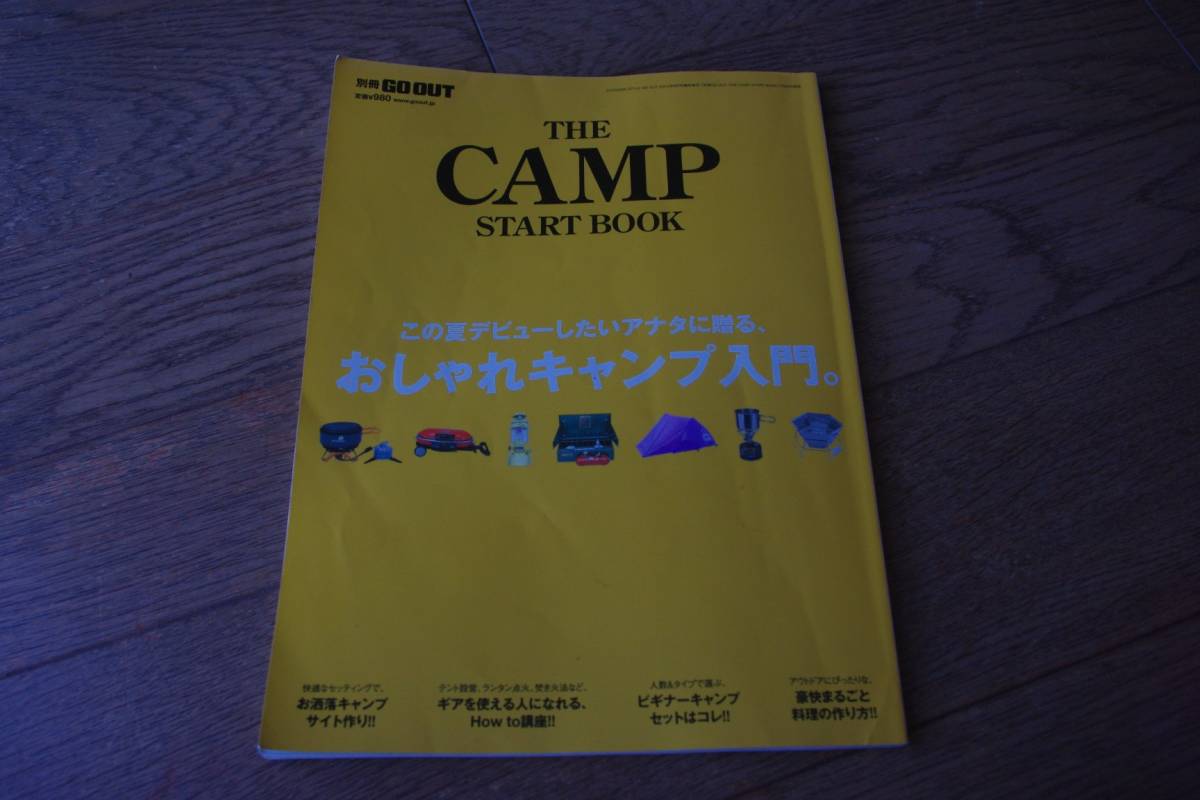 別冊 GO OUT
定価¥980 www.goout.jp
THE
CAMP
START BOOK
この夏デビューしたいアナタに贈る、
おしゃれキャンプ入門。
快適なセッティングで、
お洒落キャンプ
サイト作り!!
テント設営、ランタン点火、焚き火法など、
ギアを使える人になれる、
How to講座!!
人数&タイプで選ぶ、
ビギナーキャンプ
セットはコレ!!
アウトドアにぴったりな、
豪快まるごと
料理の作り方!!